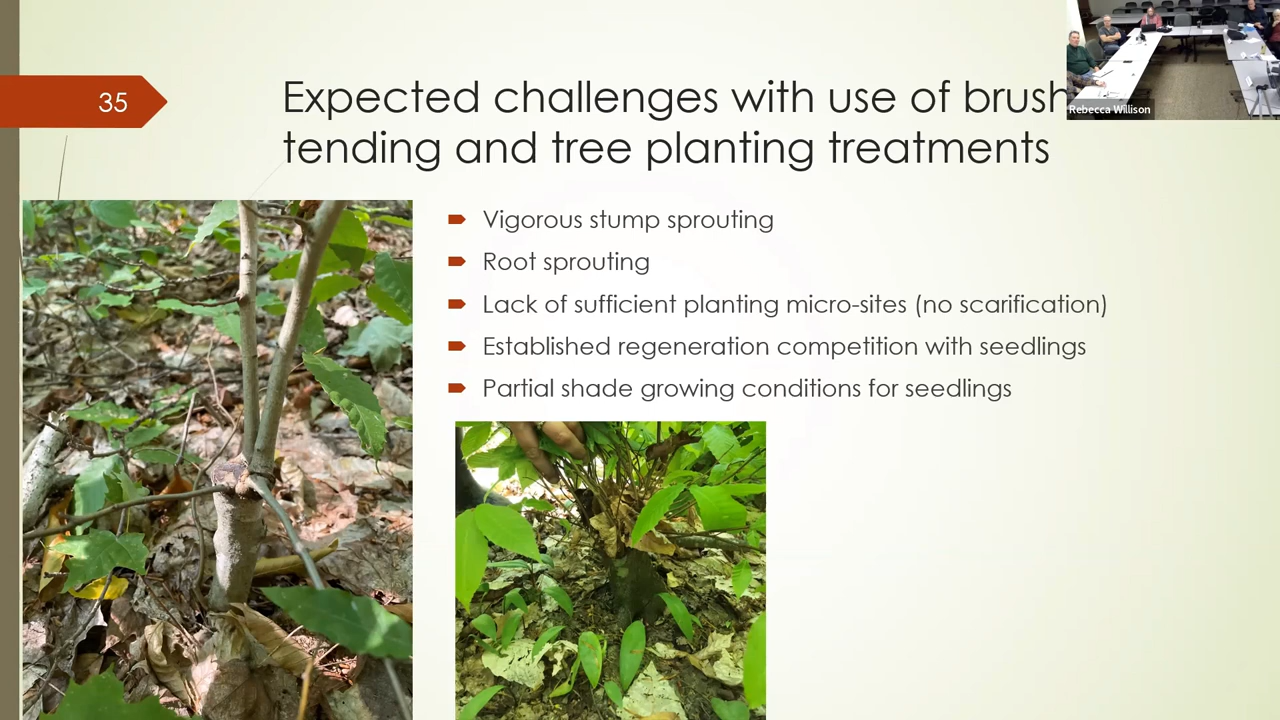 35
Expected challenges with use of brush
tending and tree planting treatments
Rebecca Willison
Vigorous stump sprouting
Root sprouting
Lack of sufficient planting micro-sites (no scarification)
Established regeneration competition with seedlings
Partial shade growing conditions for seedlings